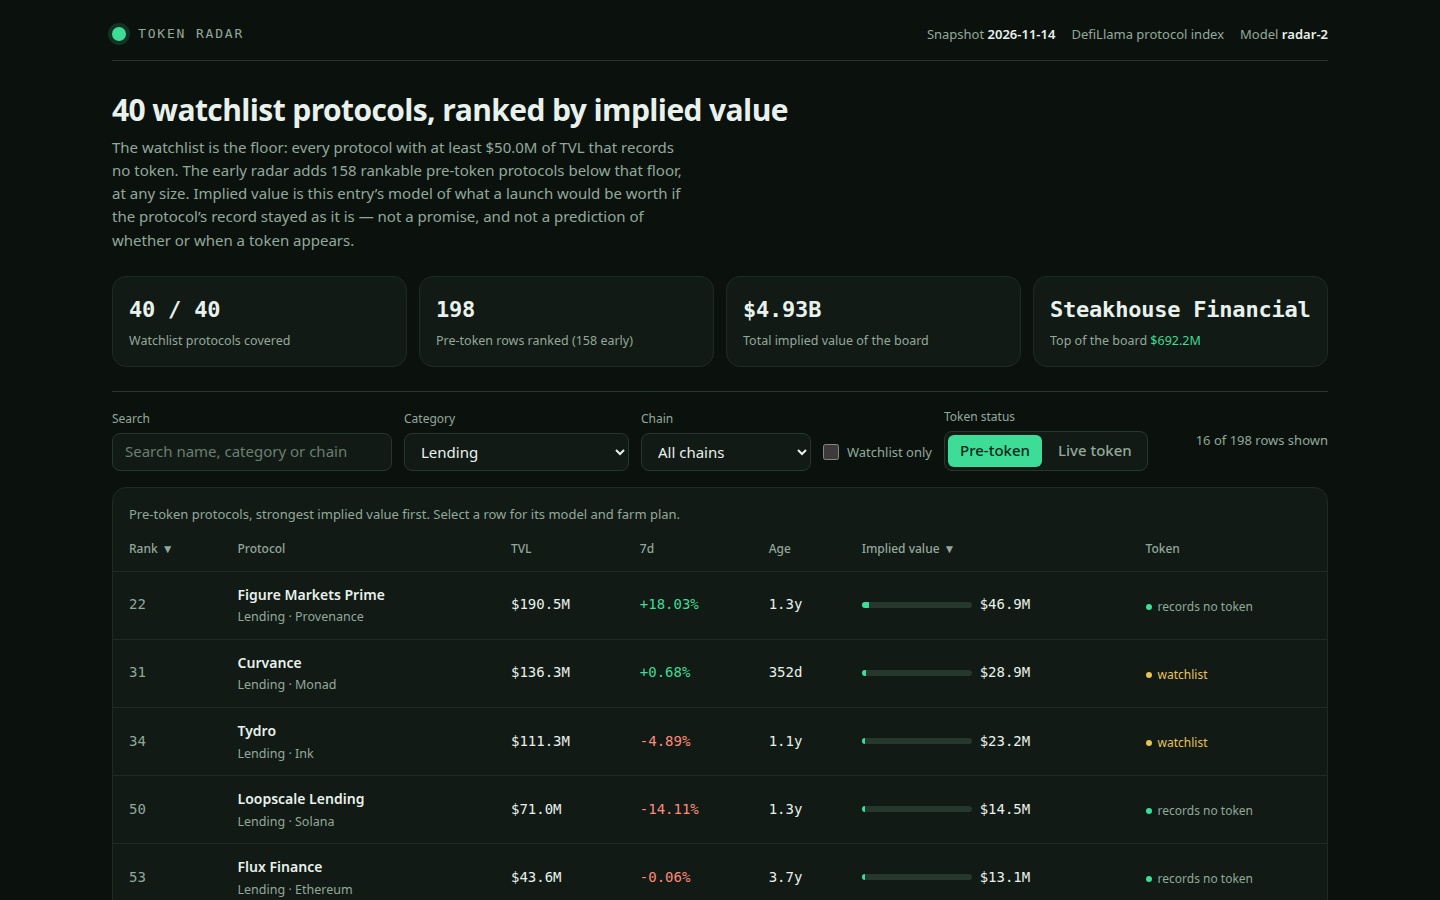 TOKEN RADAR
Snapshot 2026-11-14 DefiLlama protocol index Model radar-2
40 watchlist protocols, ranked by implied value
The watchlist is the floor: every protocol with at least $50.0M of TVL that records
no token. The early radar adds 158 rankable pre-token protocols below that floor,
at any size. Implied value is this entry’s model of what a launch would be worth if
the protocol’s record stayed as it is — not a promise, and not a prediction of
whether or when a token appears.
40 / 40
Watchlist protocols covered
198
Pre-token rows ranked (158 early)
$4.93B
Total implied value of the board
Steakhouse Financial
Top of the board $692.2M
Search
Search name, category or chain
Category
Lending
Chain
All chains
Watchlist only
Token status
Pre-token Live token
16 of 198 rows shown
Pre-token protocols, strongest implied value first. Select a row for its model and farm plan.
Rank ▼ Protocol TVL 7d Age Implied value ▼ Token
22 Figure Markets Prime $190.5M +18.03% 1.3y $46.9M records no token
Lending · Provenance
31 Curvance $136.3M +0.68% 352d $28.9M watchlist
Lending · Monad
34 Tydro $111.3M -4.89% 1.1y $23.2M watchlist
Lending · Ink
50 Loopscale Lending $71.0M -14.11% 1.3y $14.5M records no token
Lending · Solana
53 Flux Finance $43.6M -0.06% 3.7y $13.1M records no token
Lending · Ethereum